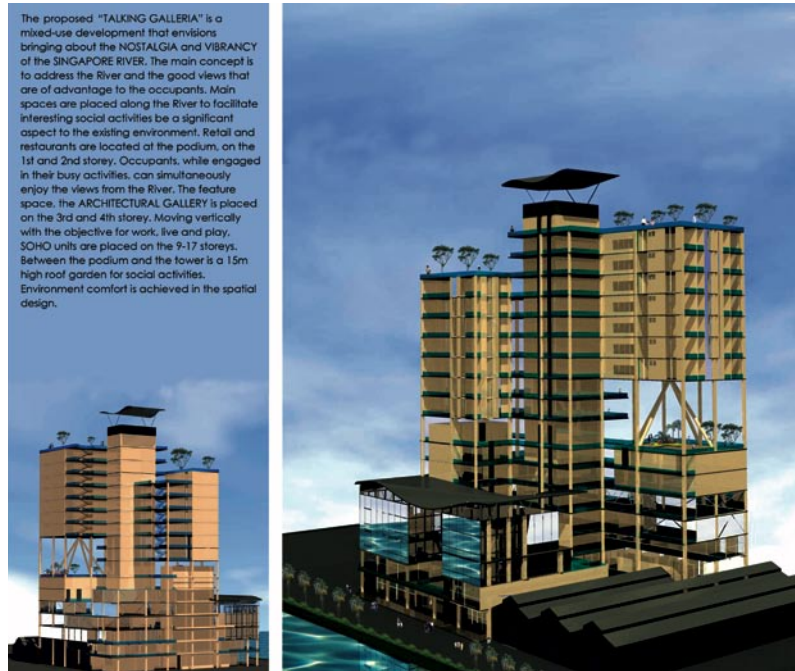 The proposed "TALKING GALLERIA" is a
mixed-use development that envisions
bringing about the NOSTALGIA and VIBRANCY
of the SINGAPORE RIVER. The main concept is
to address the River and the good views that
are of advantage to the occupants. Main
spaces are placed along the River to facilitate
interesting social activities be a significant
aspect to the existing environment. Retail and
restaurants are located at the podium, on the
1st and 2nd storey. Occupants, while engaged
in their busy activities, can simultaneously
enjoy the views from the River. The feature
space, the ARCHITECTURAL GALLERY is placed
on the 3rd and 4th storey. Moving vertically
with the objective for work, live and play,
SOHO units are placed on the 9-17 storeys.
Between the podium and the tower is a 15m
high roof garden for social activities.
Environment comfort is achieved in the spatial
design.